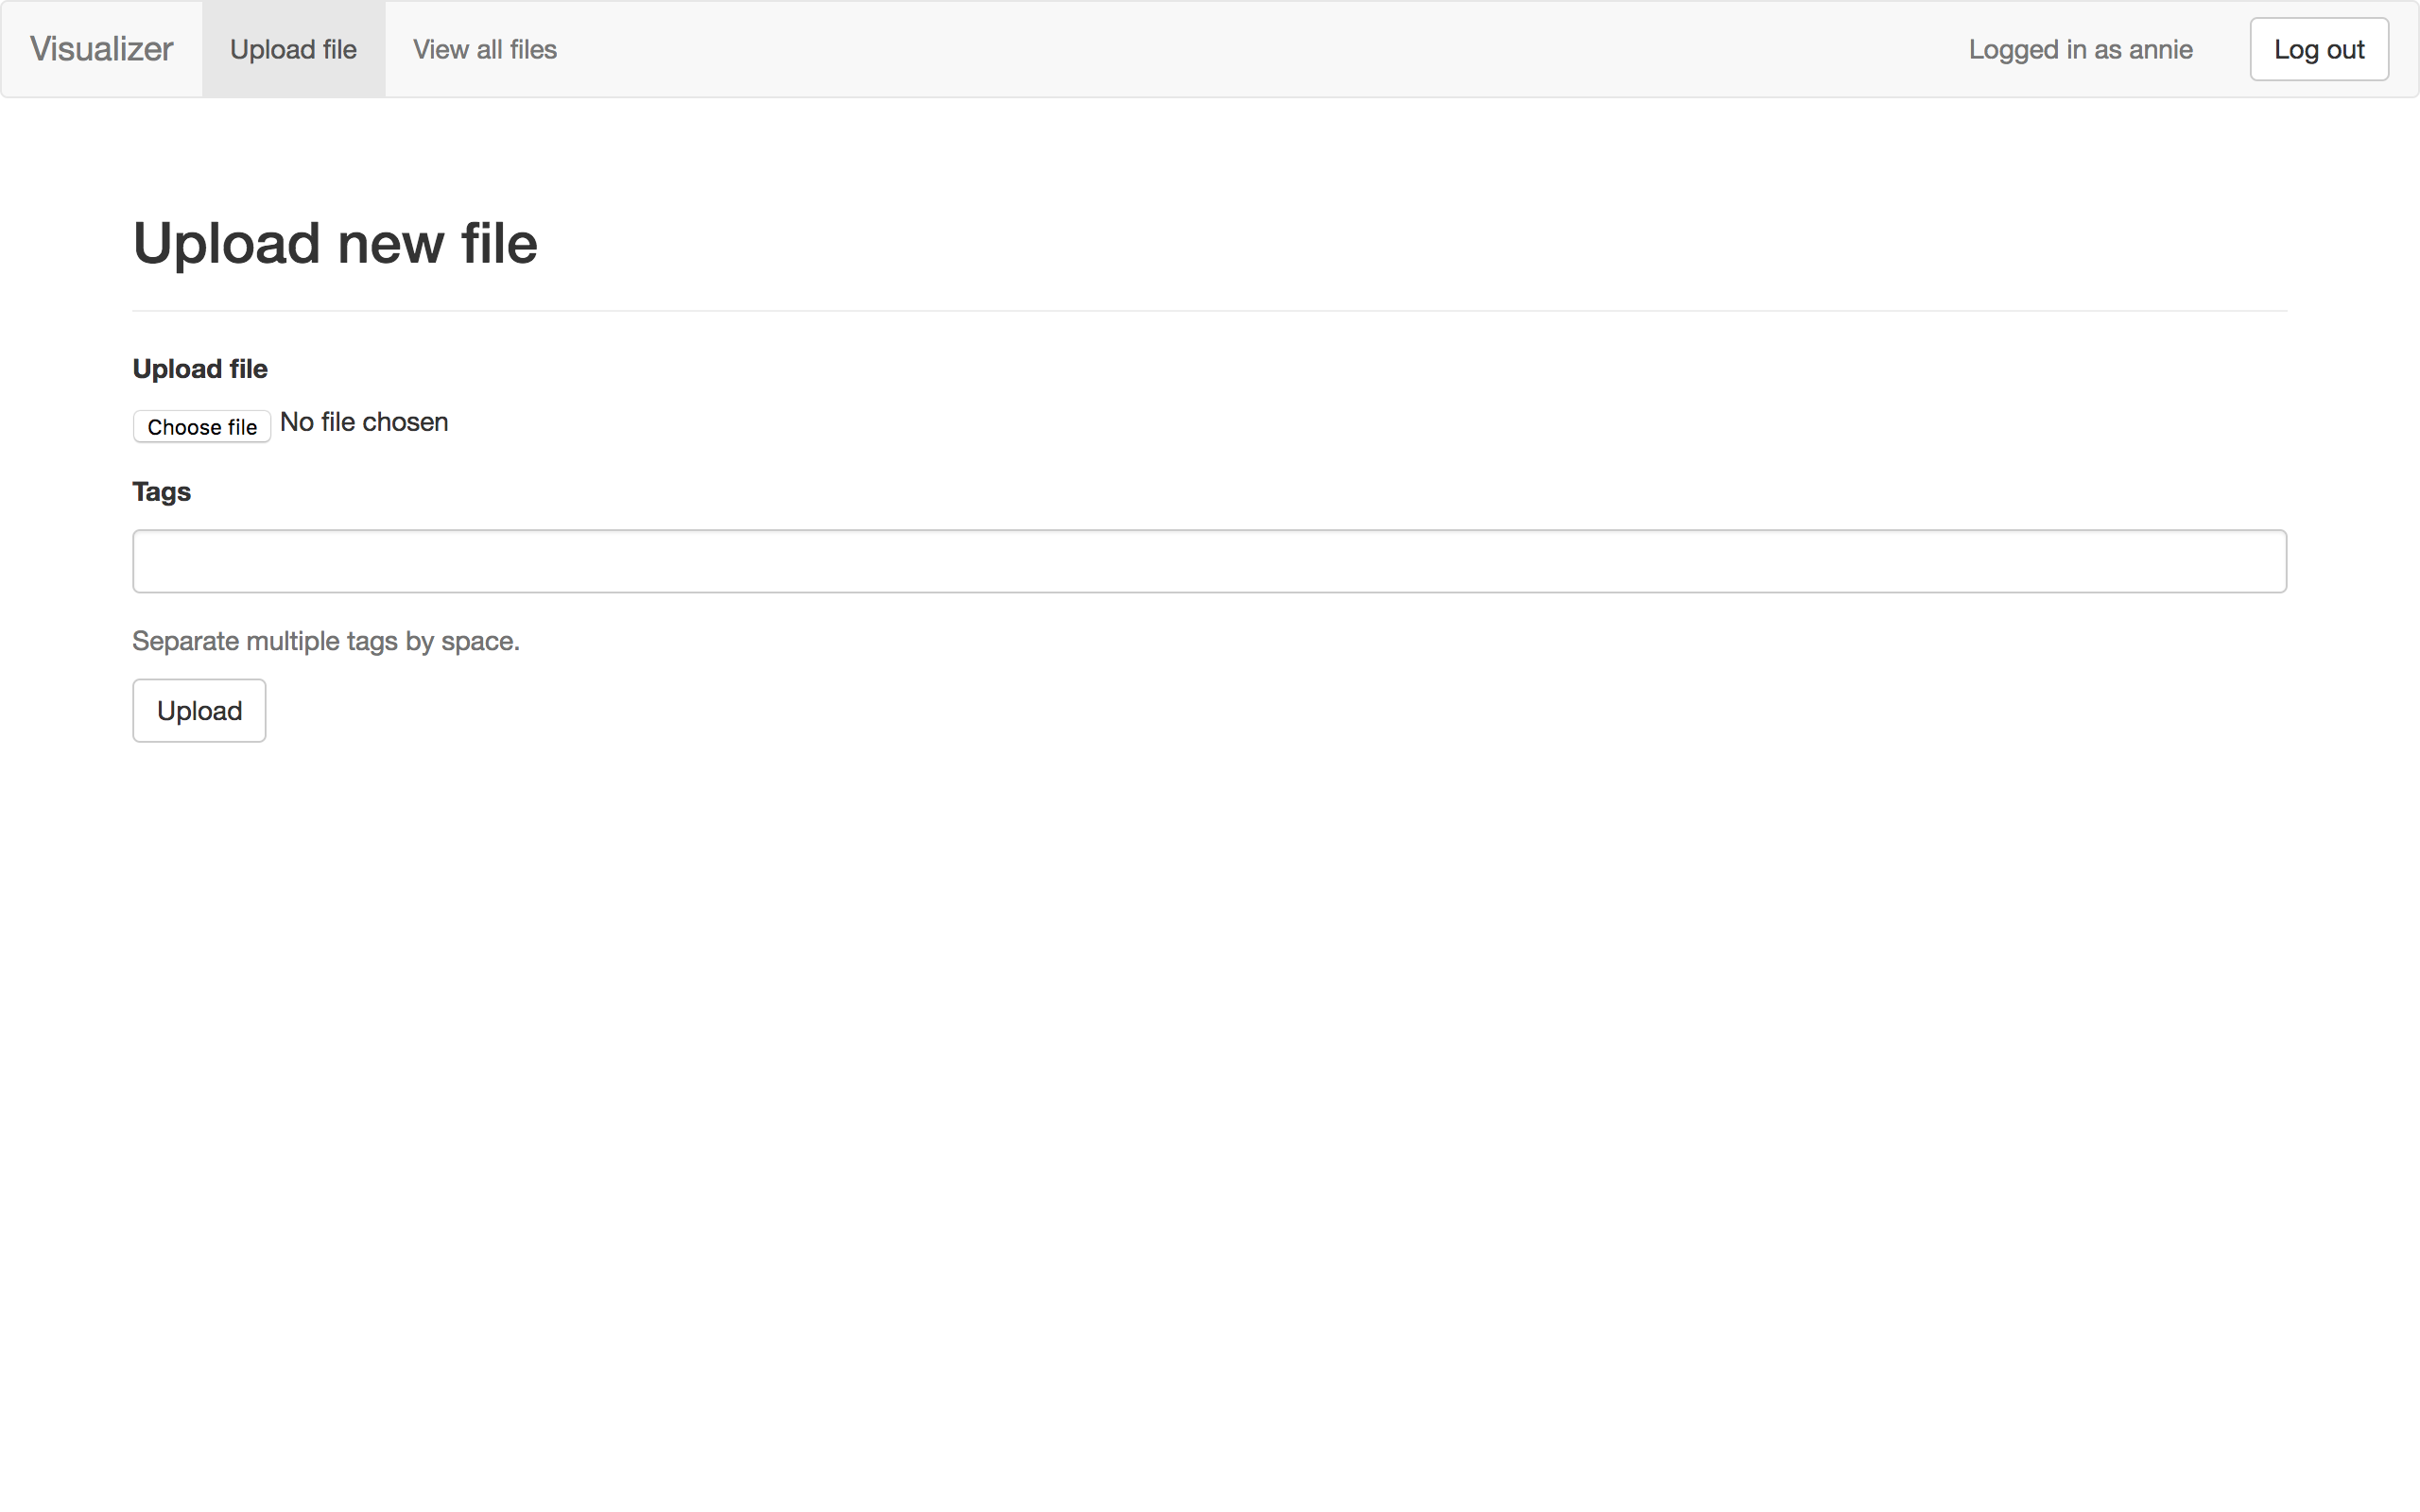 Visualizer Upload file View all files Logged in as annie Log out
Upload new file
Upload file
Choose file No file chosen
Tags
Separate multiple tags by space.
Upload